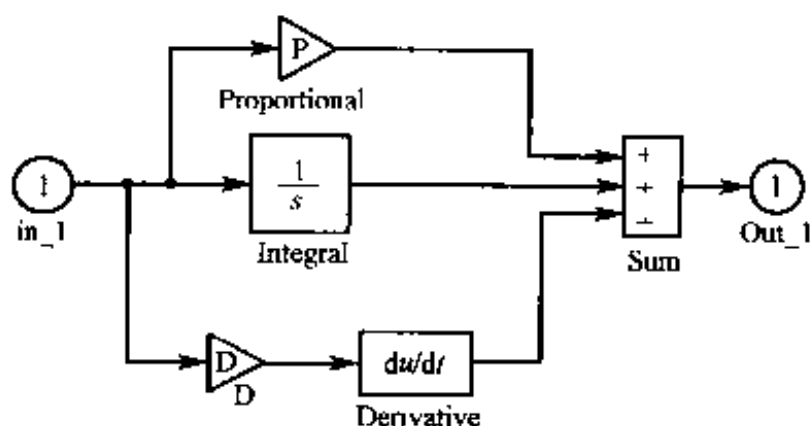 P
Proportional
1
in_1
1
s
Integral
+
+
+
Sum
1
Out_1
D
D
du/dt
Derivative